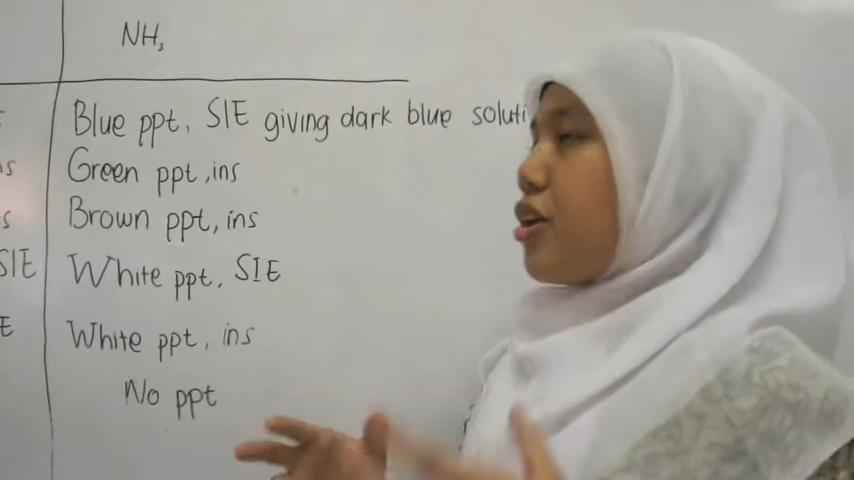 NH₃
Blue ppt, SIE giving dark blue soluti
s Green ppt, ins
s Brown ppt, ins
SIE White ppt, SIE
E White ppt, ins
No ppt